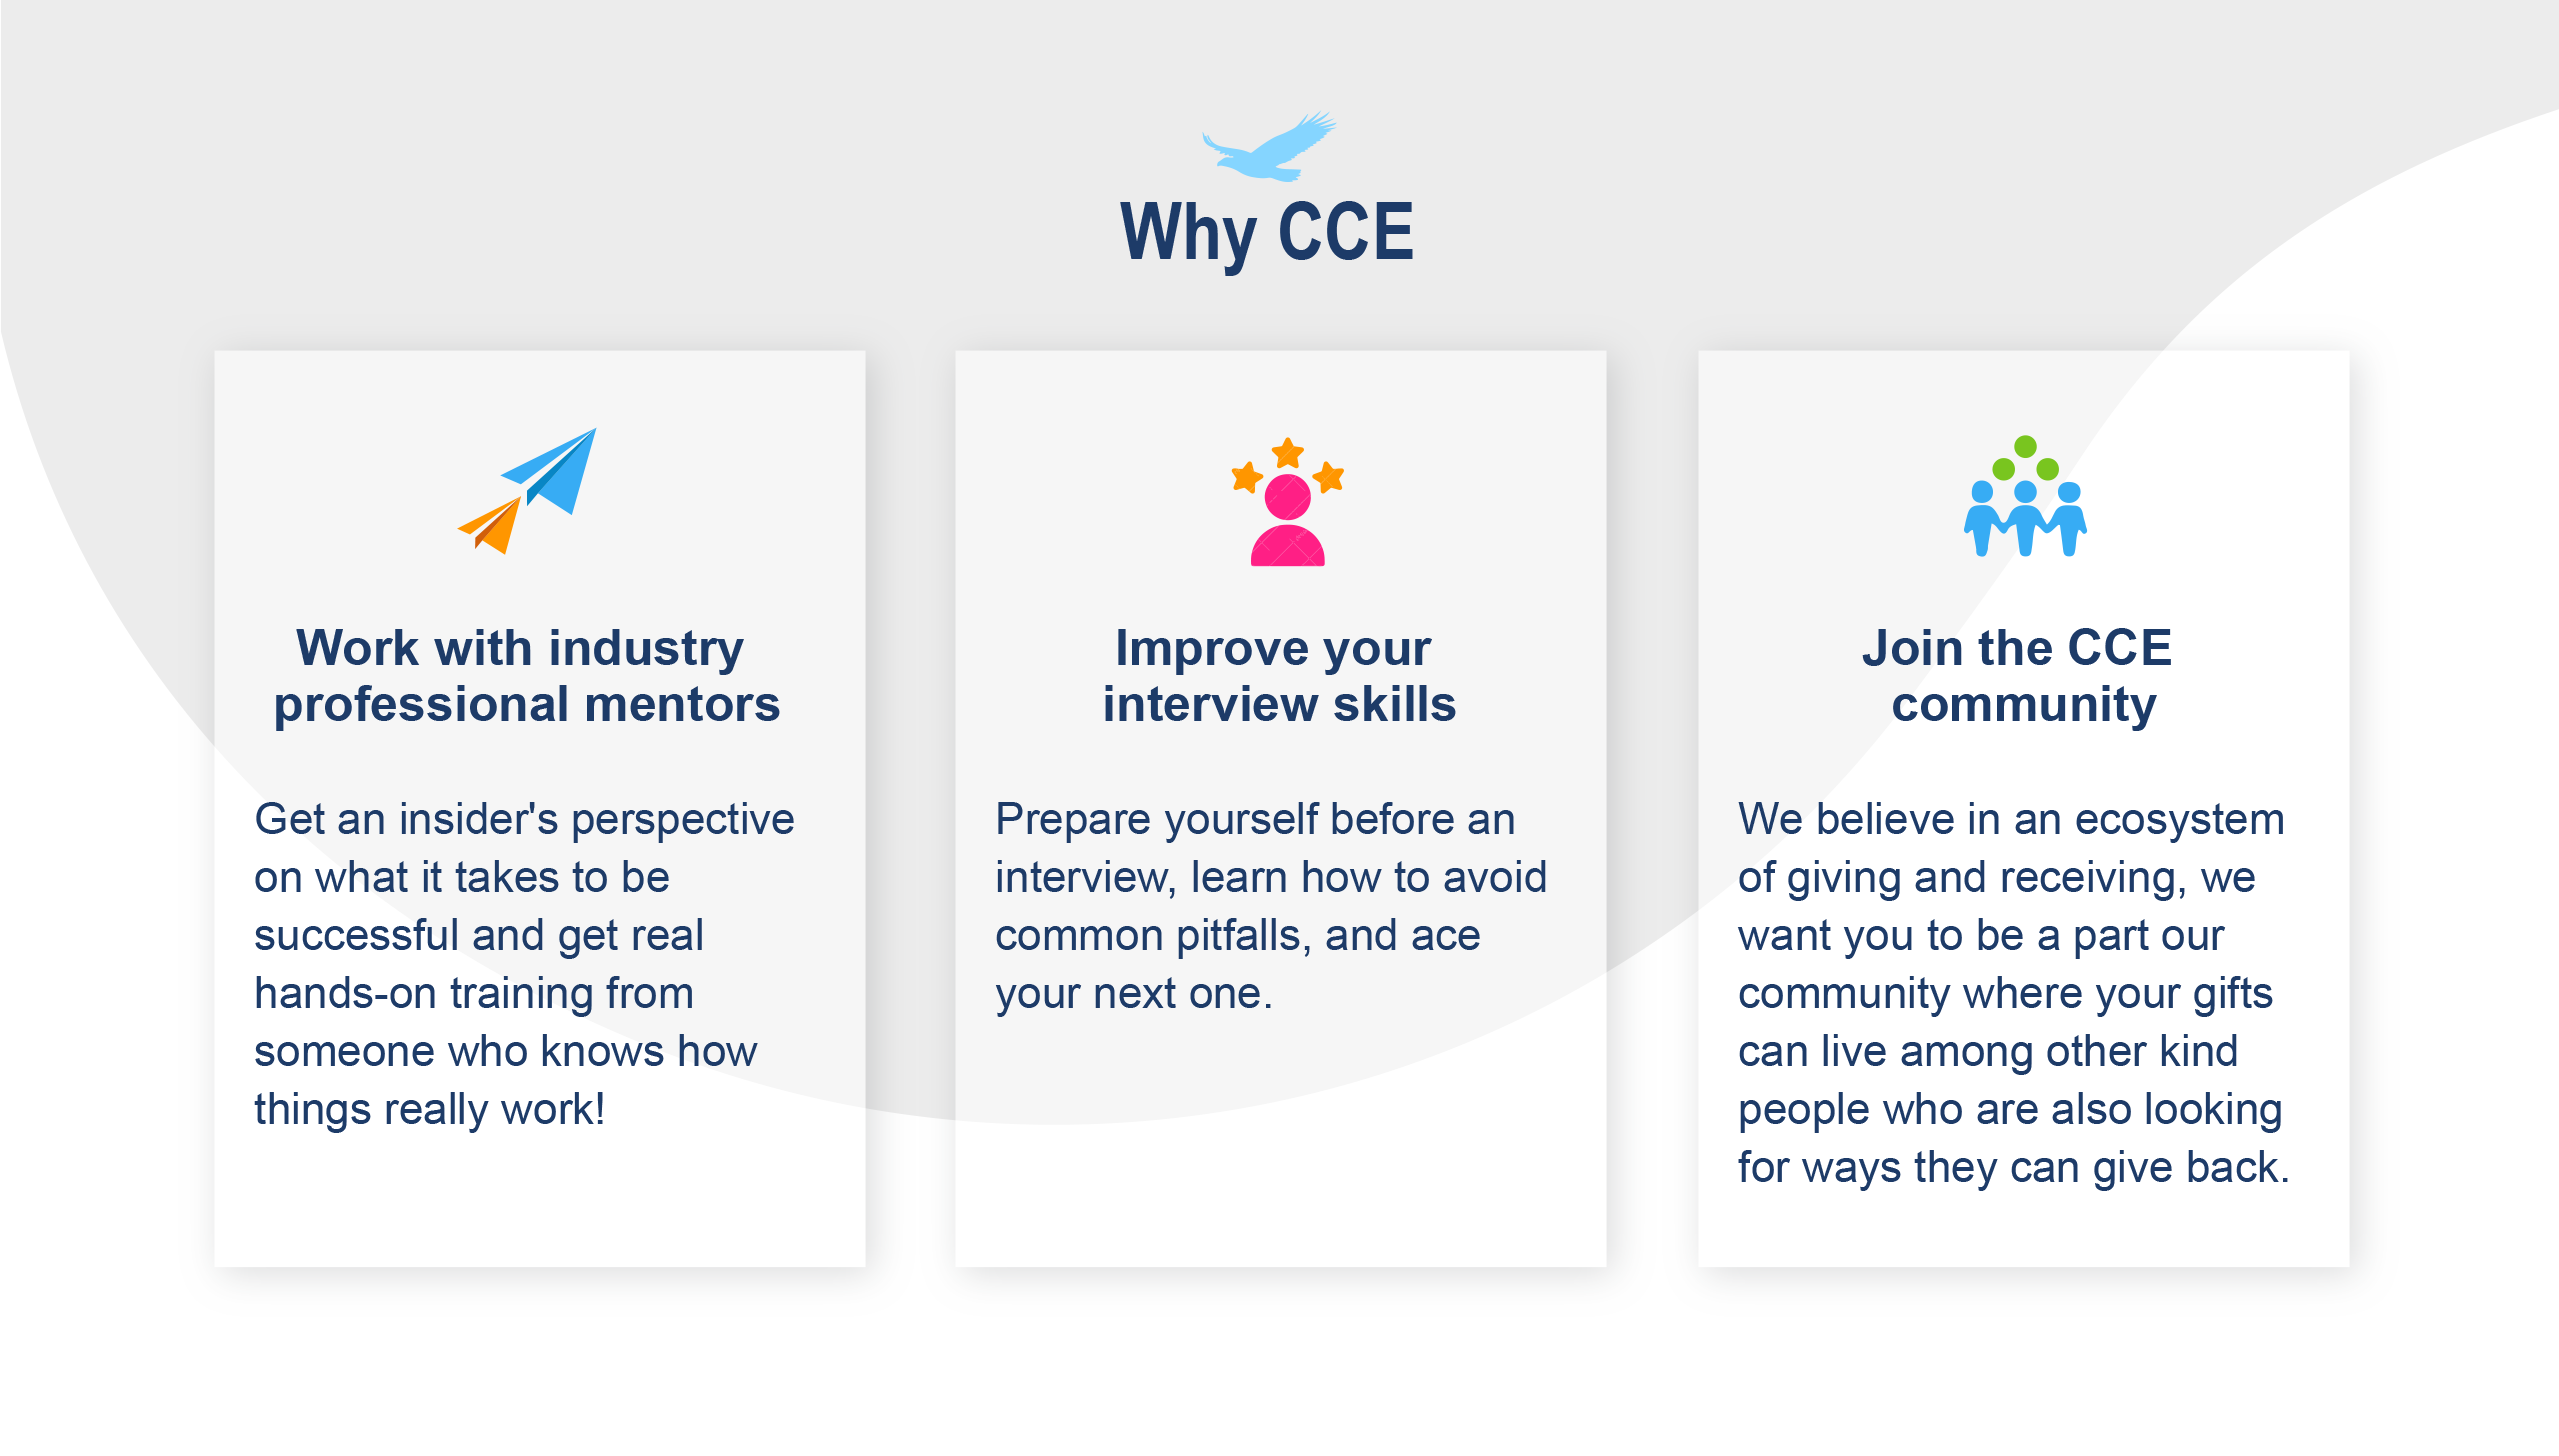 Why CCE
Work with industry
professional mentors
Get an insider's perspective
on what it takes to be
successful and get real
hands-on training from
someone who knows how
things really work!
Improve your
interview skills
Prepare yourself before an
interview, learn how to avoid
common pitfalls, and ace
your next one.
Join the CCE
community
We believe in an ecosystem
of giving and receiving, we
want you to be a part our
community where your gifts
can live among other kind
people who are also looking
for ways they can give back.